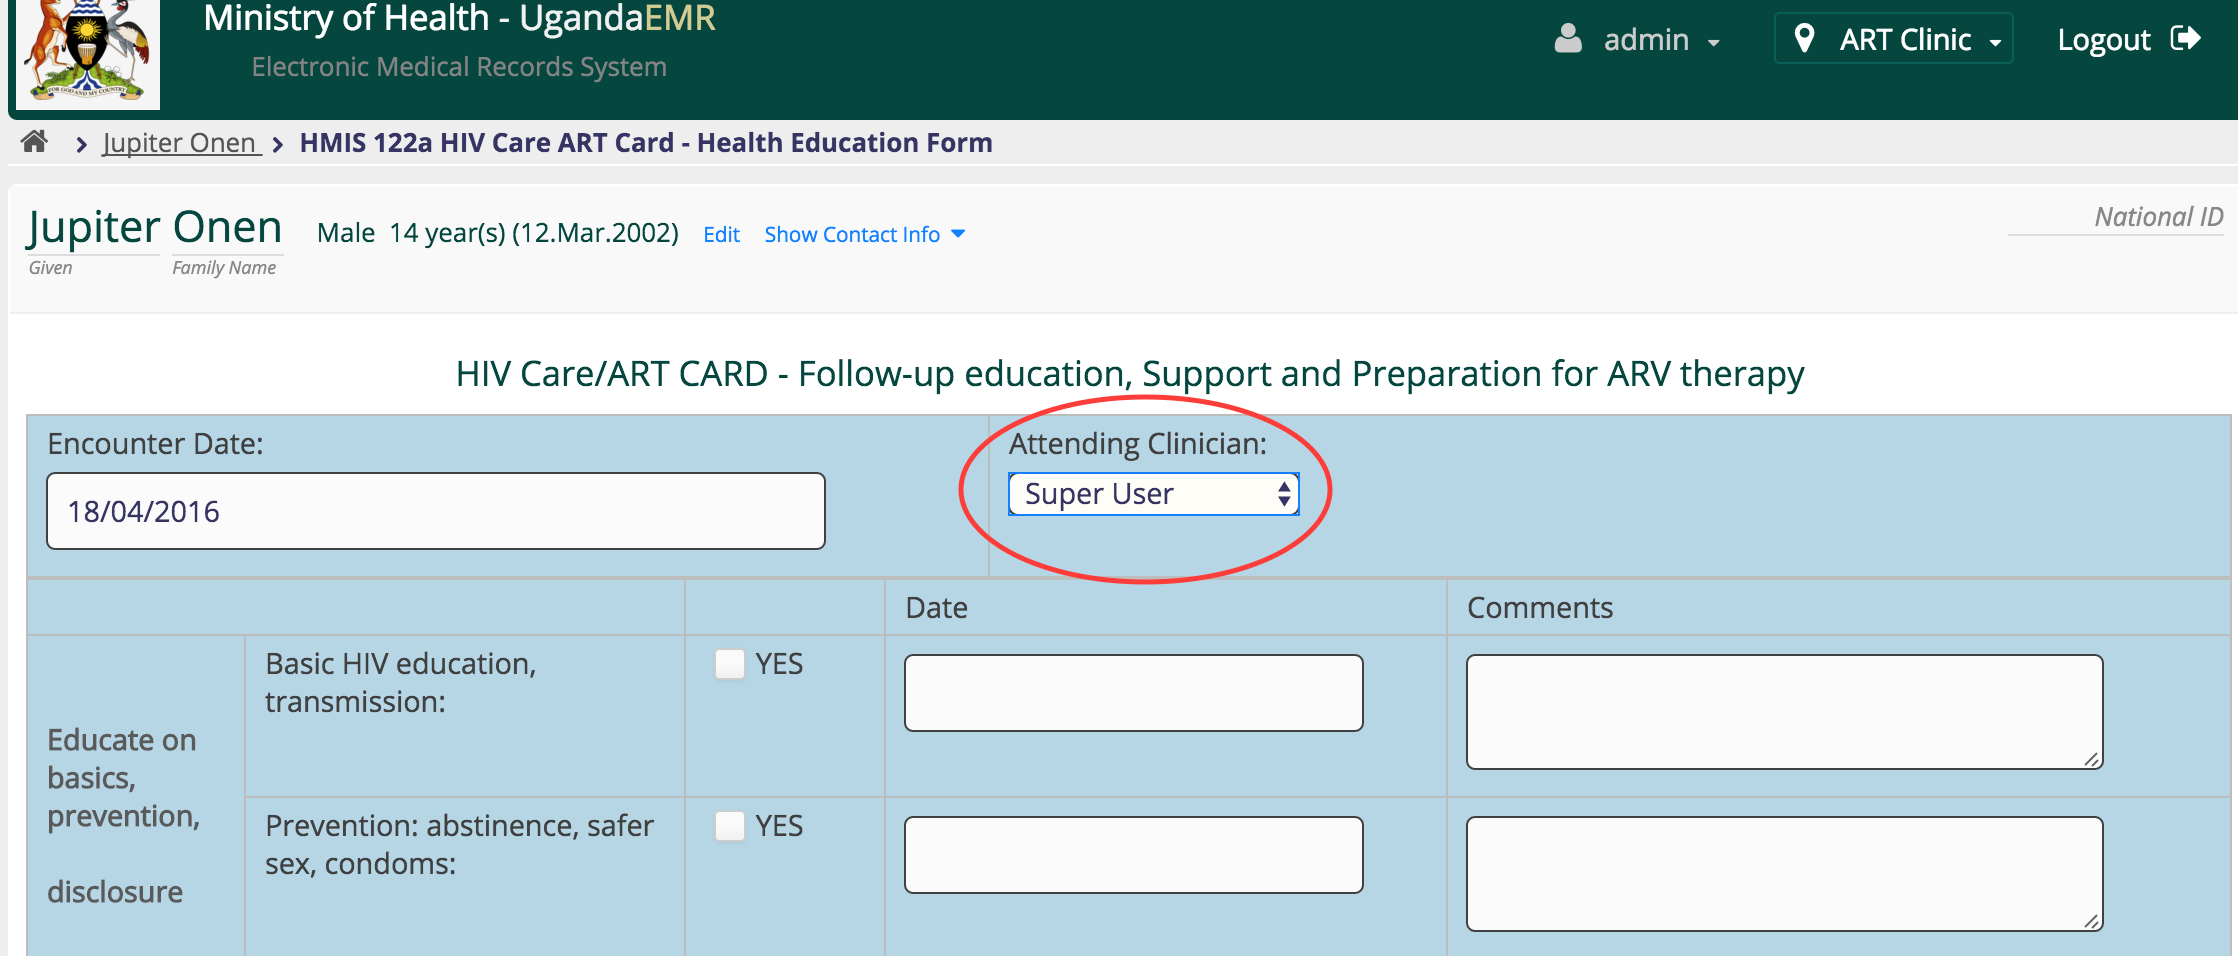 Ministry of Health - UgandaEMR
Electronic Medical Records System
admin
ART Clinic
Logout
FOR GOD AND MY COUNTRY
Jupiter Onen
HMIS 122a HIV Care ART Card - Health Education Form
Jupiter Onen Male 14 year(s) (12.Mar.2002) Edit Show Contact Info
Given Family Name
National ID
HIV Care/ART CARD - Follow-up education, Support and Preparation for ARV therapy
Encounter Date:
18/04/2016
Attending Clinician:
Super User
Date Comments
Educate on
basics,
prevention,
disclosure
Basic HIV education,
transmission:
YES
Prevention: abstinence, safer
sex, condoms:
YES